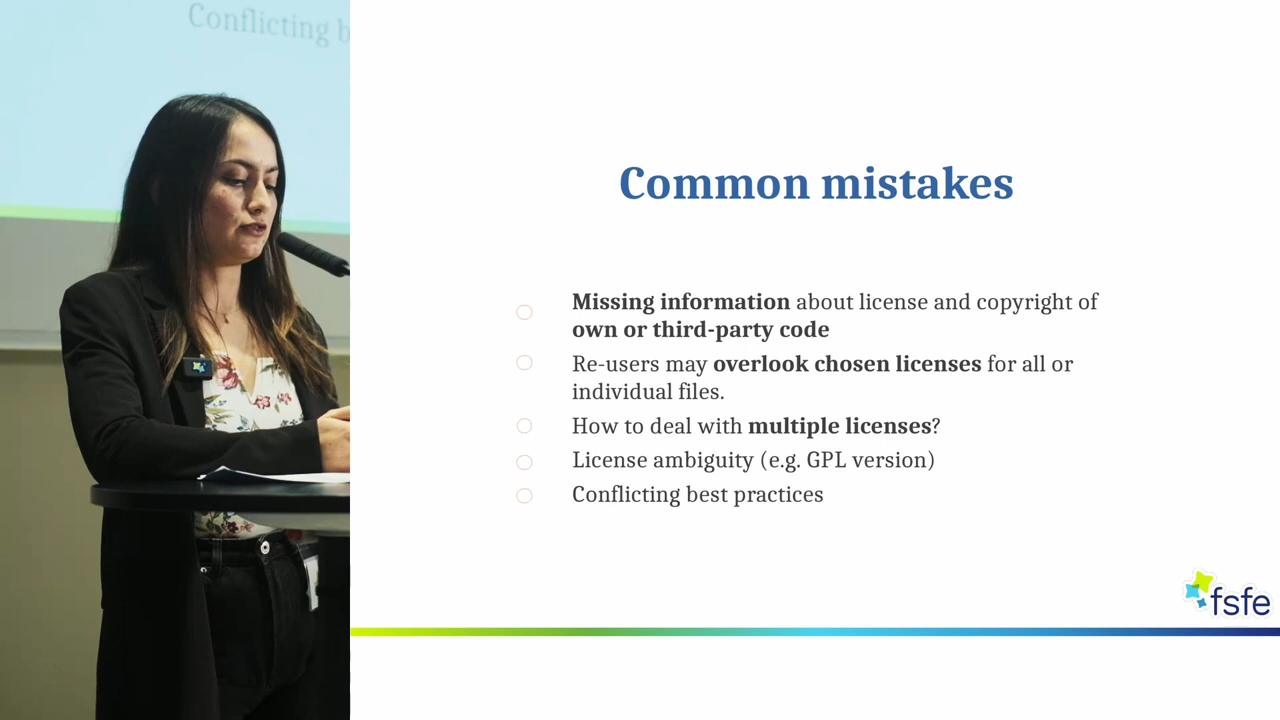 Conflicting b
Common mistakes
Missing information about license and copyright of
own or third-party code
Re-users may overlook chosen licenses for all or
individual files.
How to deal with multiple licenses?
License ambiguity (e.g. GPL version)
Conflicting best practices
fsfe